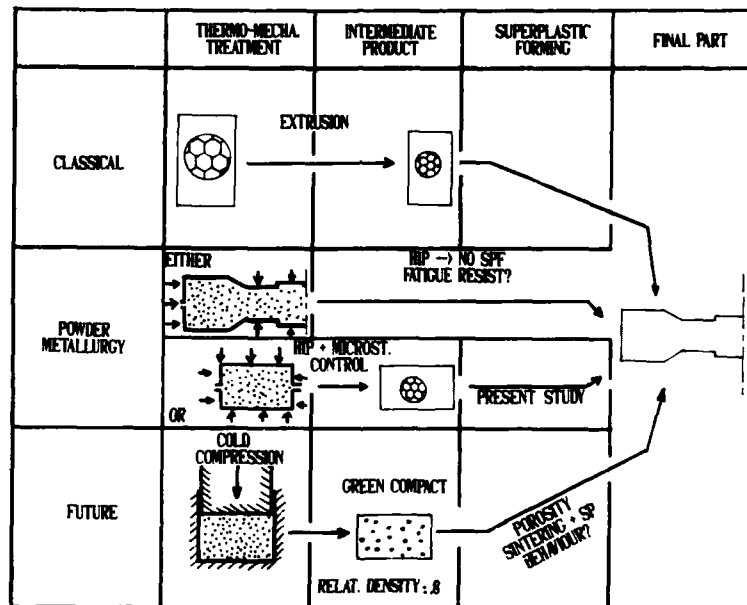 THERMO-MECHA.
TREATMENT
INTERMEDIATE
PRODUCT
SUPERPLASTIC
FORMING
FINAL PART
CLASSICAL
EXTRUSION
POWDER
METALLURGY
EITHER
HIP → NO SPF
FATIGUE RESIST?
OR
HIP + MICROST.
CONTROL
PRESENT STUDY
FUTURE
COLD
COMPRESSION
GREEN COMPACT
RELAT. DENSITY: .8
POROSITY
SINTERING + SP
BEHAVIOUR?